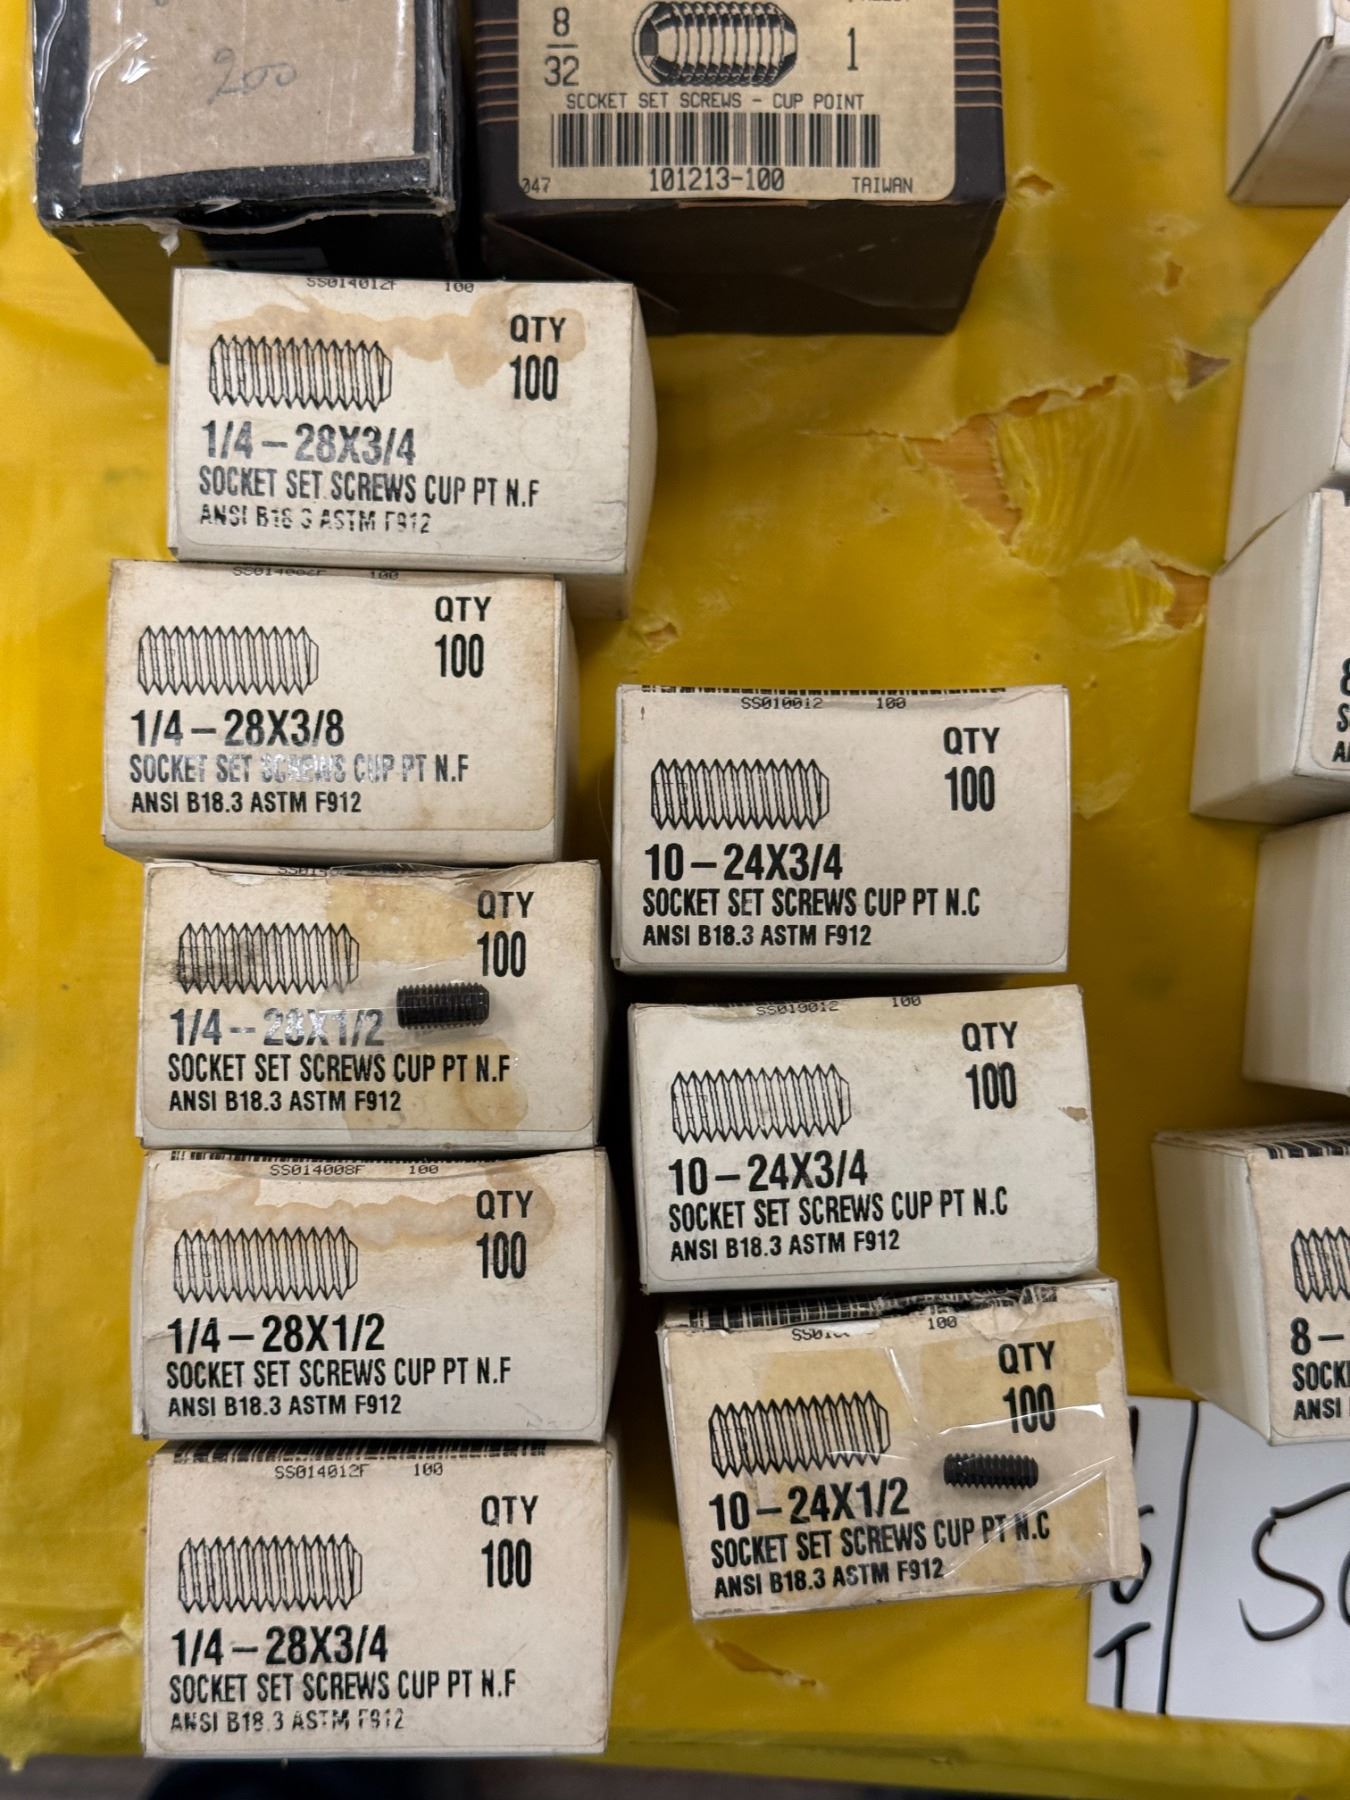 200
8
32
1
SOCKET SET SCREWS - CUP POINT
047 101213-100 TAIWAN
SS014012F 100
QTY
100
1/4-28X3/4
SOCKET SET SCREWS CUP PT N.F
ANSI B18.3 ASTM F912
100
QTY
100
1/4-28X3/8
SOCKET SET SCREWS CUP PT N.F
ANSI B18.3 ASTM F912
QTY
100
1/4--28X1/2
SOCKET SET SCREWS CUP PT N.F
ANSI B18.3 ASTM F912
SS014008F 100
QTY
100
1/4-28X1/2
SOCKET SET SCREWS CUP PT N.F
ANSI B18.3 ASTM F912
SS014012F 100
QTY
100
1/4-28X3/4
SOCKET SET SCREWS CUP PT N.F
ANSI B18.3 ASTM F912
SS010012 100
QTY
100
10-24X3/4
SOCKET SET SCREWS CUP PT N.C
ANSI B18.3 ASTM F912
SS010012 100
QTY
100
10-24X3/4
SOCKET SET SCREWS CUP PT N.C
ANSI B18.3 ASTM F912
100
QTY
100
10-24X1/2
SOCKET SET SCREWS CUP PT N.C
ANSI B18.3 ASTM F912
8-
SOCK
ANSI